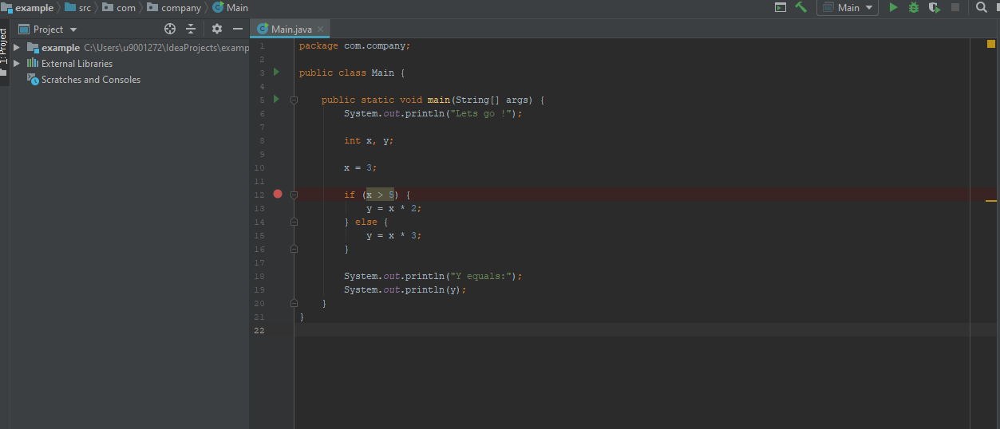 example src com company Main Main
Project Main.java
1: Project
example C:\Users\u9001272\IdeaProjects\examp
External Libraries
Scratches and Consoles
1 package com.company;
2
3 public class Main {
4
5 public static void main(String[] args) {
6 System.out.println("Lets go !");
7
8 int x, y;
9
10 x = 3;
11
12 if (x > 5) {
13 y = x * 2;
14 } else {
15 y = x * 3;
16 }
17
18 System.out.println("Y equals:");
19 System.out.println(y);
20 }
21 }
22